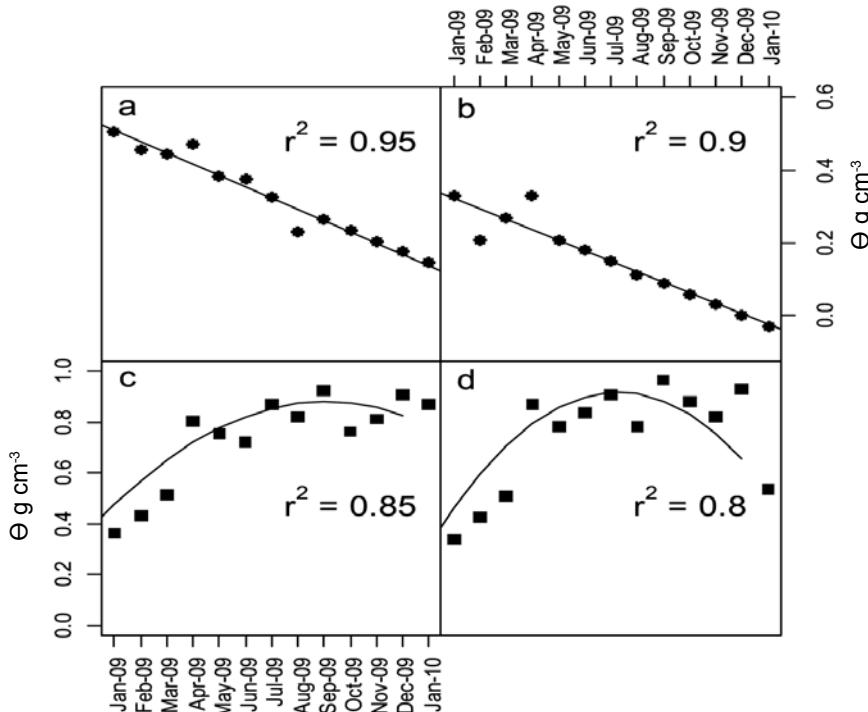 Jan-09
Feb-09
Mar-09
Apr-09
May-09
Jun-09
Jul-09
Aug-09
Sep-09
Oct-09
Nov-09
Dec-09
Jan-10
a
r² = 0.95
b
r² = 0.9
0.6
0.4
0.2
0.0
Θ g cm⁻³
c
r² = 0.85
d
r² = 0.8
1.0
0.8
0.6
0.4
0.2
0.0
Θ g cm⁻³
Jan-09
Feb-09
Mar-09
Apr-09
May-09
Jun-09
Jul-09
Aug-09
Sep-09
Oct-09
Nov-09
Dec-09
Jan-10